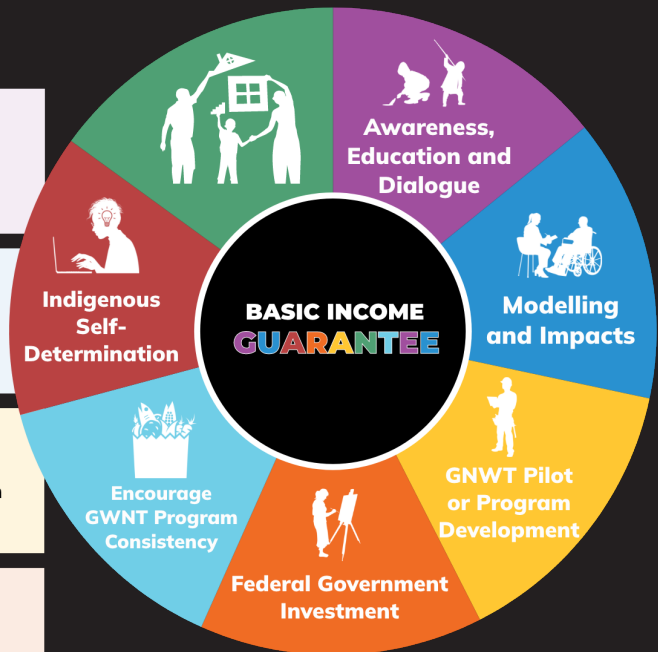 Awareness,
Education and
Dialogue
Modelling
and Impacts
GNWT Pilot
or Program
Development
Federal Government
Investment
Encourage
GWNT Program
Consistency
Indigenous
Self-
Determination
BASIC INCOME
GUARANTEE